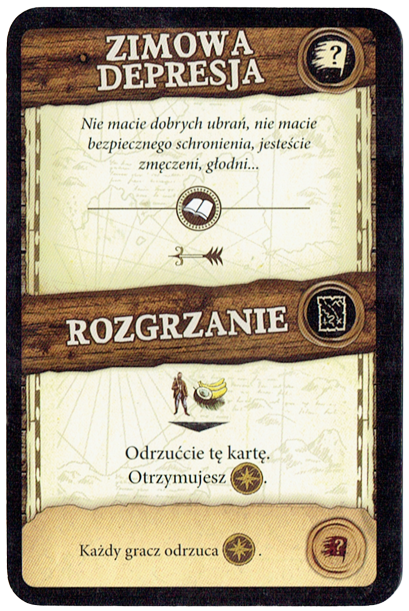 ZIMOWA
DEPRESJA
?
Nie macie dobrych ubrań, nie macie
bezpiecznego schronienia, jesteście
zmęczeni, głodni...
3
ROZGRZANIE
Odrzućcie tę kartę.
Otrzymujesz .
Każdy gracz odrzuca .
?